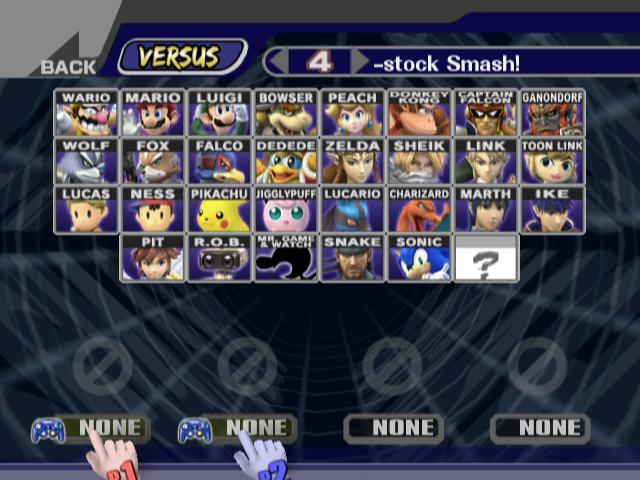 BACK
VERSUS
4 -stock Smash!
WARIO MARIO LUIGI BOWSER PEACH DONKEY KONG CAPTAIN FALCON GANONDORF
WOLF FOX FALCO DEDEDE ZELDA SHEIK LINK TOON LINK
LUCAS NESS PIKACHU JIGGLYPUFF LUCARIO CHARIZARD MARTH IKE
PIT R.O.B. MR. GAME & WATCH SNAKE SONIC ?
NONE NONE NONE NONE
P1 P2